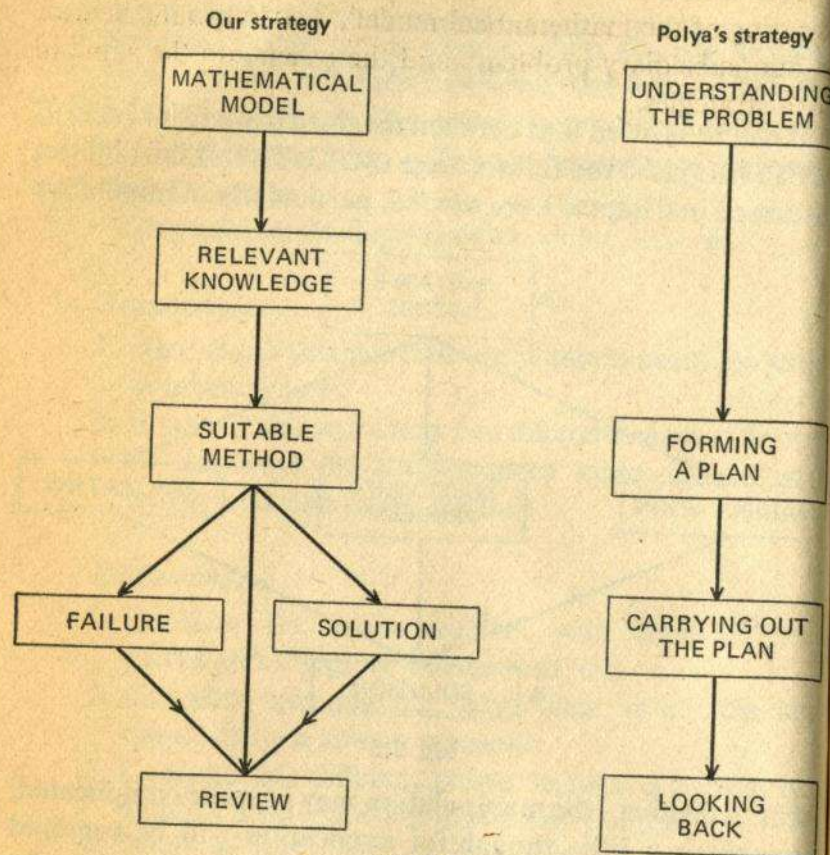 Our strategy
MATHEMATICAL
MODEL
RELEVANT
KNOWLEDGE
SUITABLE
METHOD
FAILURE
SOLUTION
REVIEW
Polya's strategy
UNDERSTANDING
THE PROBLEM
FORMING
A PLAN
CARRYING OUT
THE PLAN
LOOKING
BACK